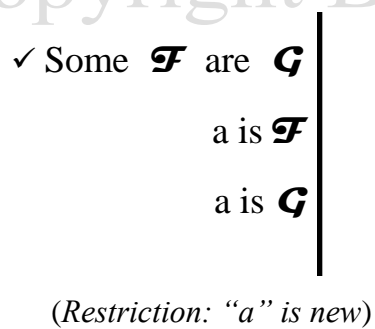 ✓ Some 𝓕 are 𝓖
a is 𝓕
a is 𝓖
(Restriction: “a” is new)